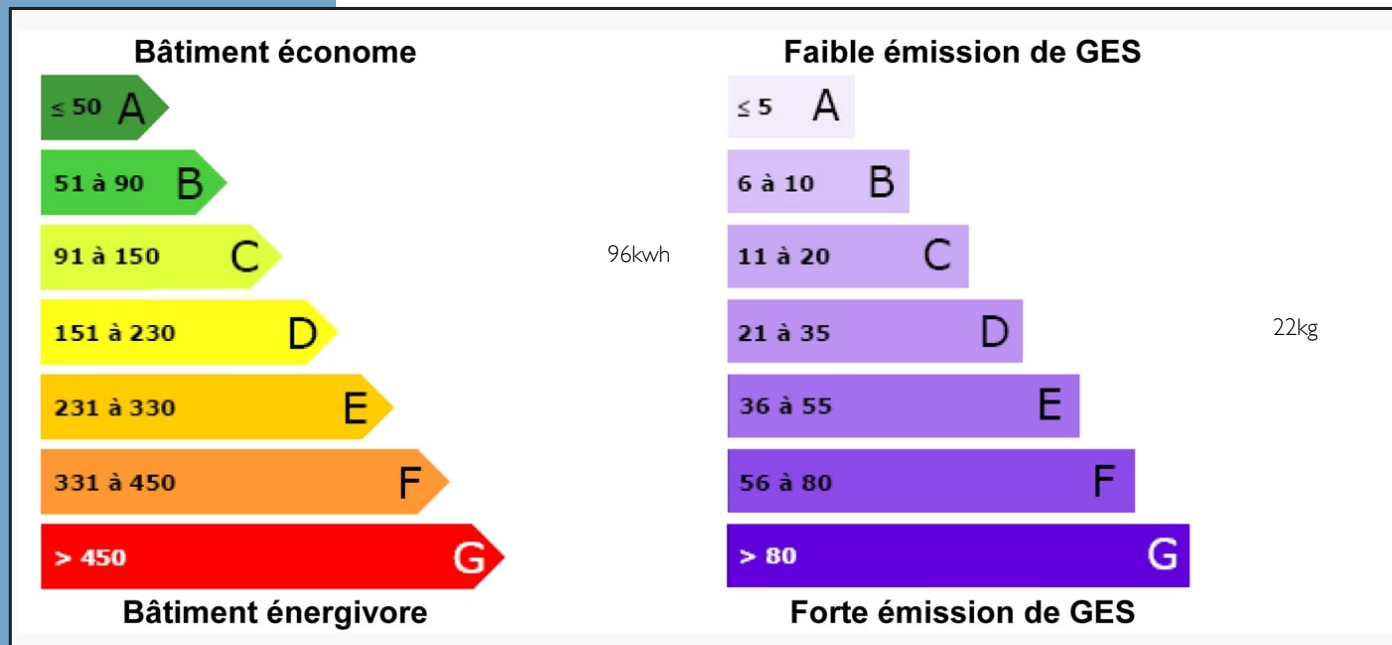 Bâtiment économe
≤ 50 A
51 à 90 B
91 à 150 C
96kwh
151 à 230 D
231 à 330 E
331 à 450 F
> 450 G
Bâtiment énergivore
Faible émission de GES
≤ 5 A
6 à 10 B
11 à 20 C
21 à 35 D
22kg
36 à 55 E
56 à 80 F
> 80 G
Forte émission de GES